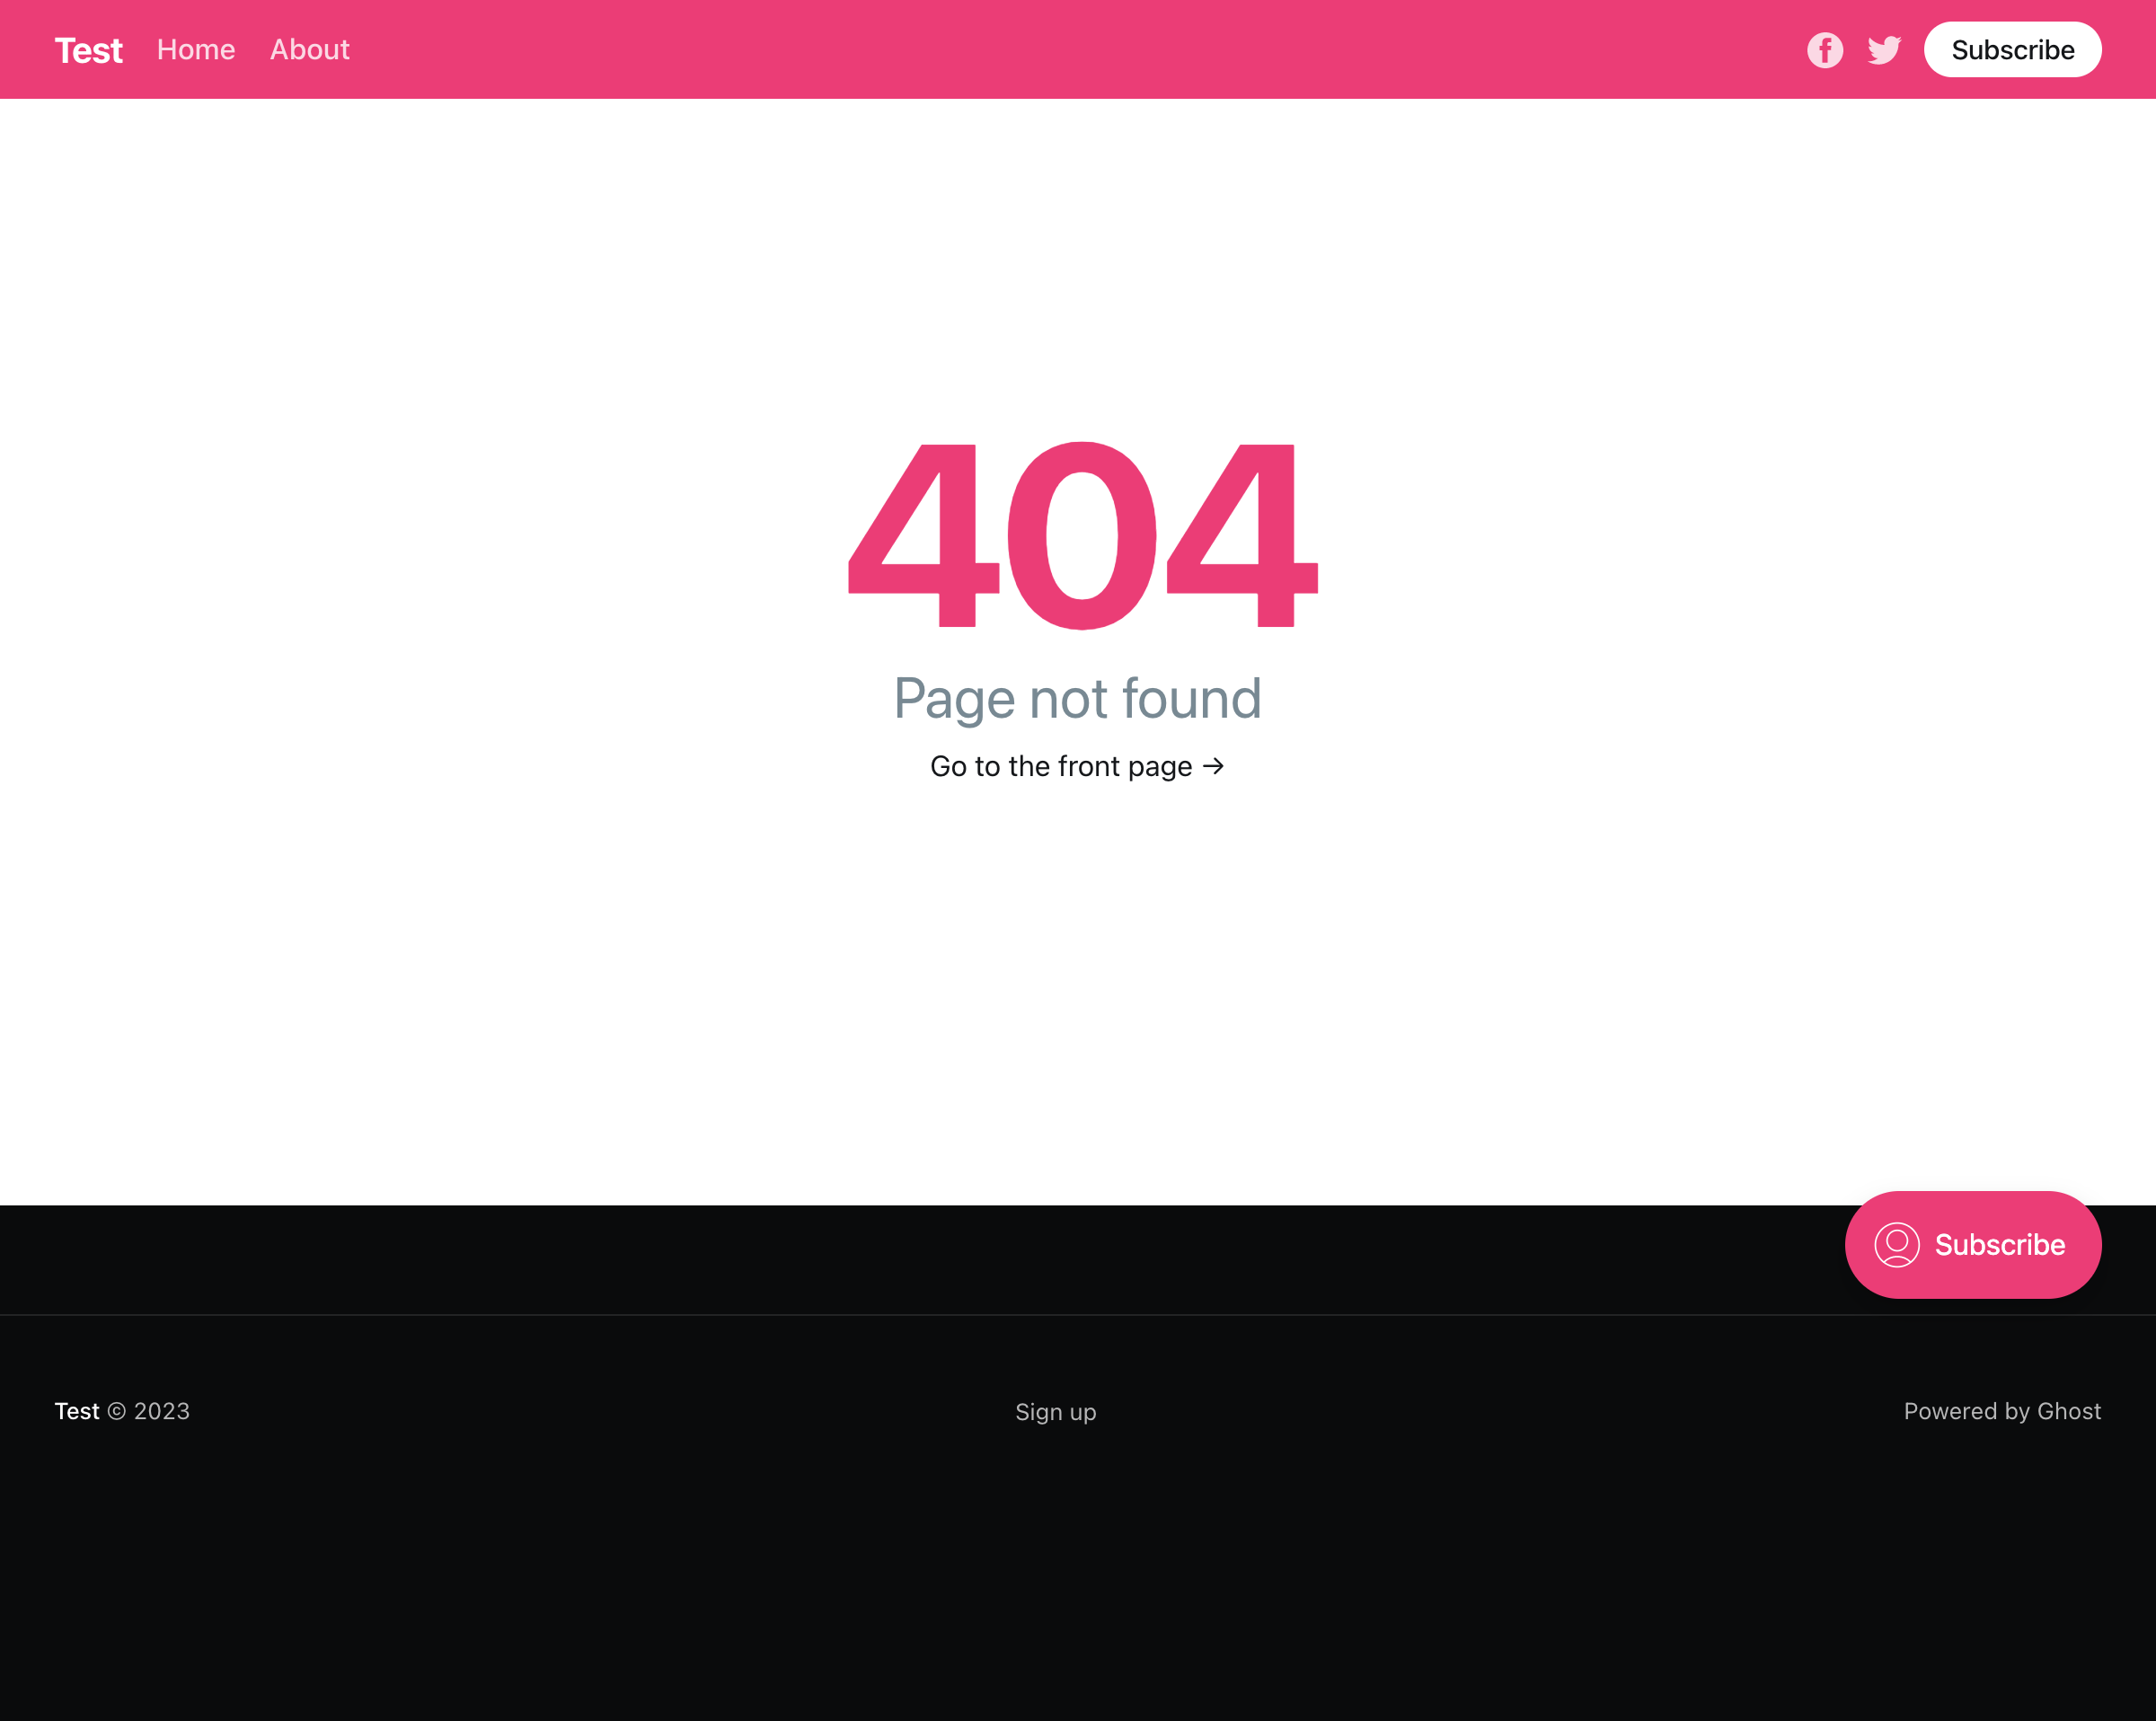 Test Home About Subscribe
404
Page not found
Go to the front page →
Subscribe
Test © 2023 Sign up Powered by Ghost